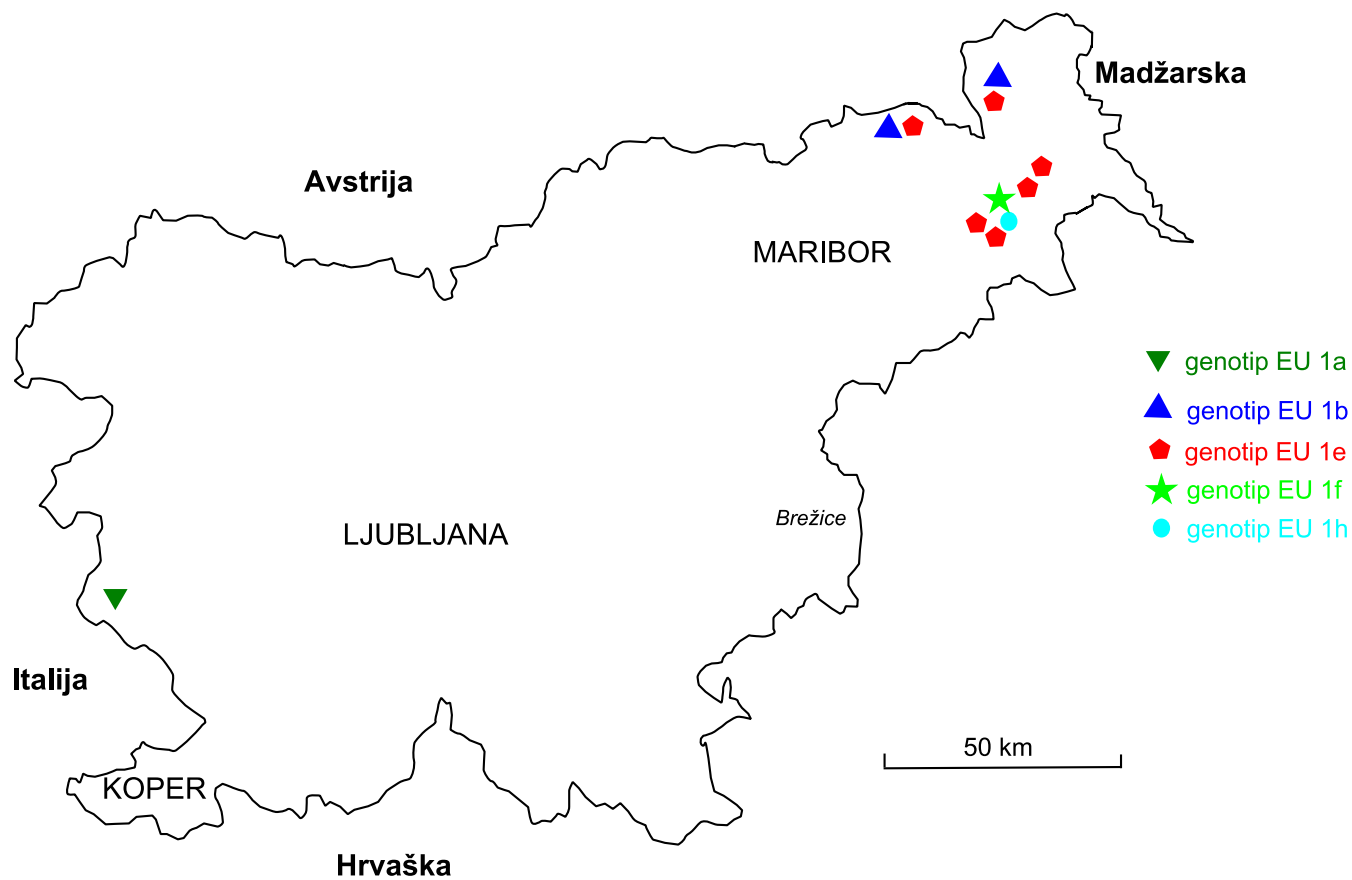 Madžarska
Avstrija
MARIBOR
genotip EU 1a
genotip EU 1b
genotip EU 1e
genotip EU 1f
genotip EU 1h
Brežice
LJUBLJANA
Italija
50 km
KOPER
Hrvaška